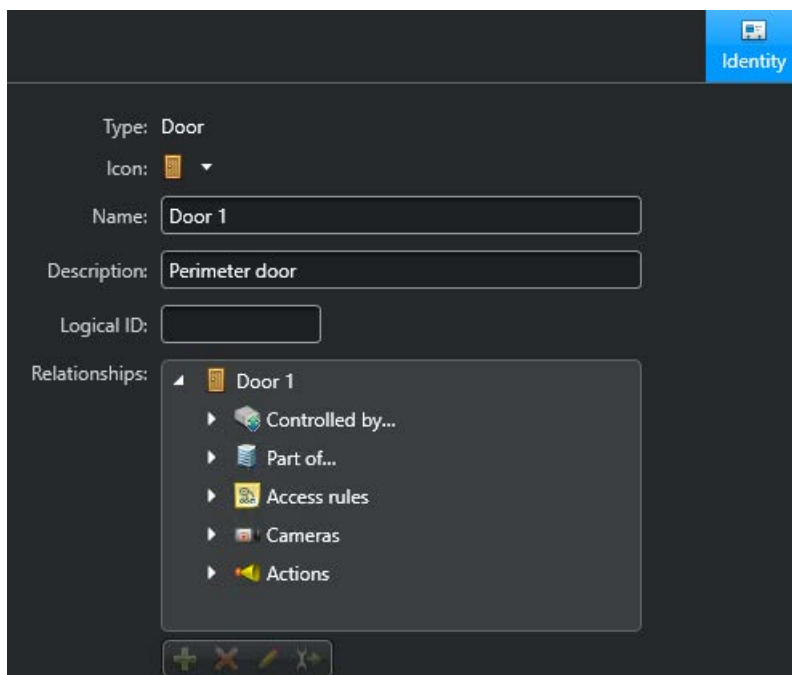 Identity
Type: Door
Icon:
Name: Door 1
Description: Perimeter door
Logical ID:
Relationships:
Door 1
Controlled by...
Part of...
Access rules
Cameras
Actions